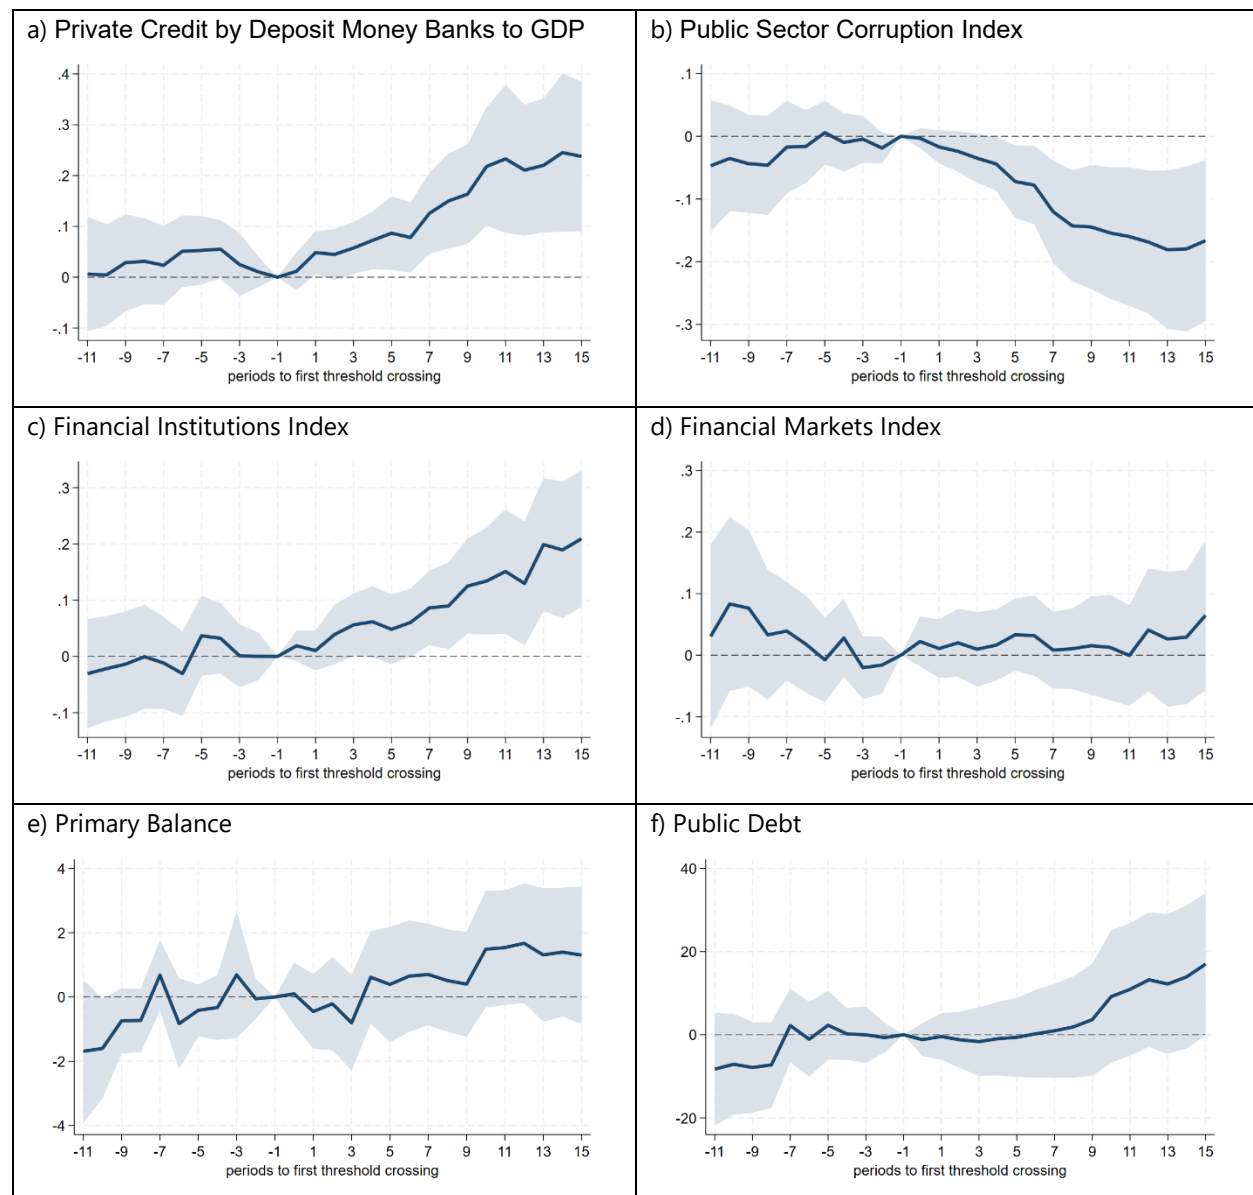 a) Private Credit by Deposit Money Banks to GDP
.4
.3
.2
.1
0
-.1
-11 -9 -7 -5 -3 -1 1 3 5 7 9 11 13 15
periods to first threshold crossing
b) Public Sector Corruption Index
.1
0
-.1
-.2
-.3
-11 -9 -7 -5 -3 -1 1 3 5 7 9 11 13 15
periods to first threshold crossing
c) Financial Institutions Index
.3
.2
.1
0
-.1
-11 -9 -7 -5 -3 -1 1 3 5 7 9 11 13 15
periods to first threshold crossing
d) Financial Markets Index
.3
.2
.1
0
-.1
-11 -9 -7 -5 -3 -1 1 3 5 7 9 11 13 15
periods to first threshold crossing
e) Primary Balance
4
2
0
-2
-4
-11 -9 -7 -5 -3 -1 1 3 5 7 9 11 13 15
periods to first threshold crossing
f) Public Debt
40
20
0
-20
-11 -9 -7 -5 -3 -1 1 3 5 7 9 11 13 15
periods to first threshold crossing